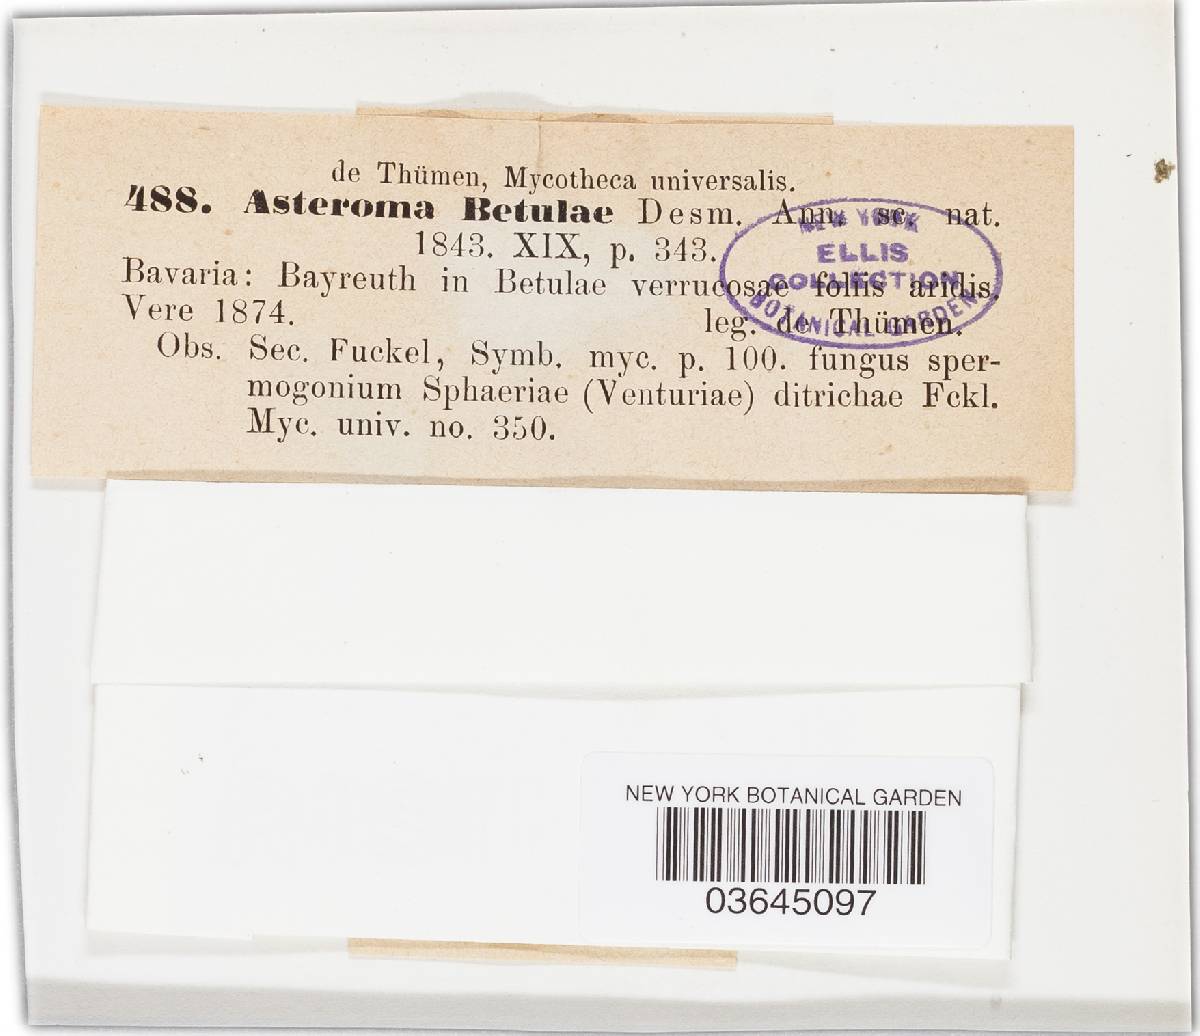 de Thümen, Mycotheca universalis.
488. Asteroma Betulae Desm. Ann. sc. nat.
1843. XIX, p. 343.
Bavaria: Bayreuth in Betulae verrucosae foliis aridis.
Vere 1874. leg. de Thümen.
Obs. Sec. Fuckel, Symb. myc. p. 100. fungus sper-
mogonium Sphaeriae (Venturiae) ditrichae Fckl.
Myc. univ. no. 350.
NEW YORK
ELLIS
COLLECTION
BOTANICAL GARDEN
NEW YORK BOTANICAL GARDEN
03645097